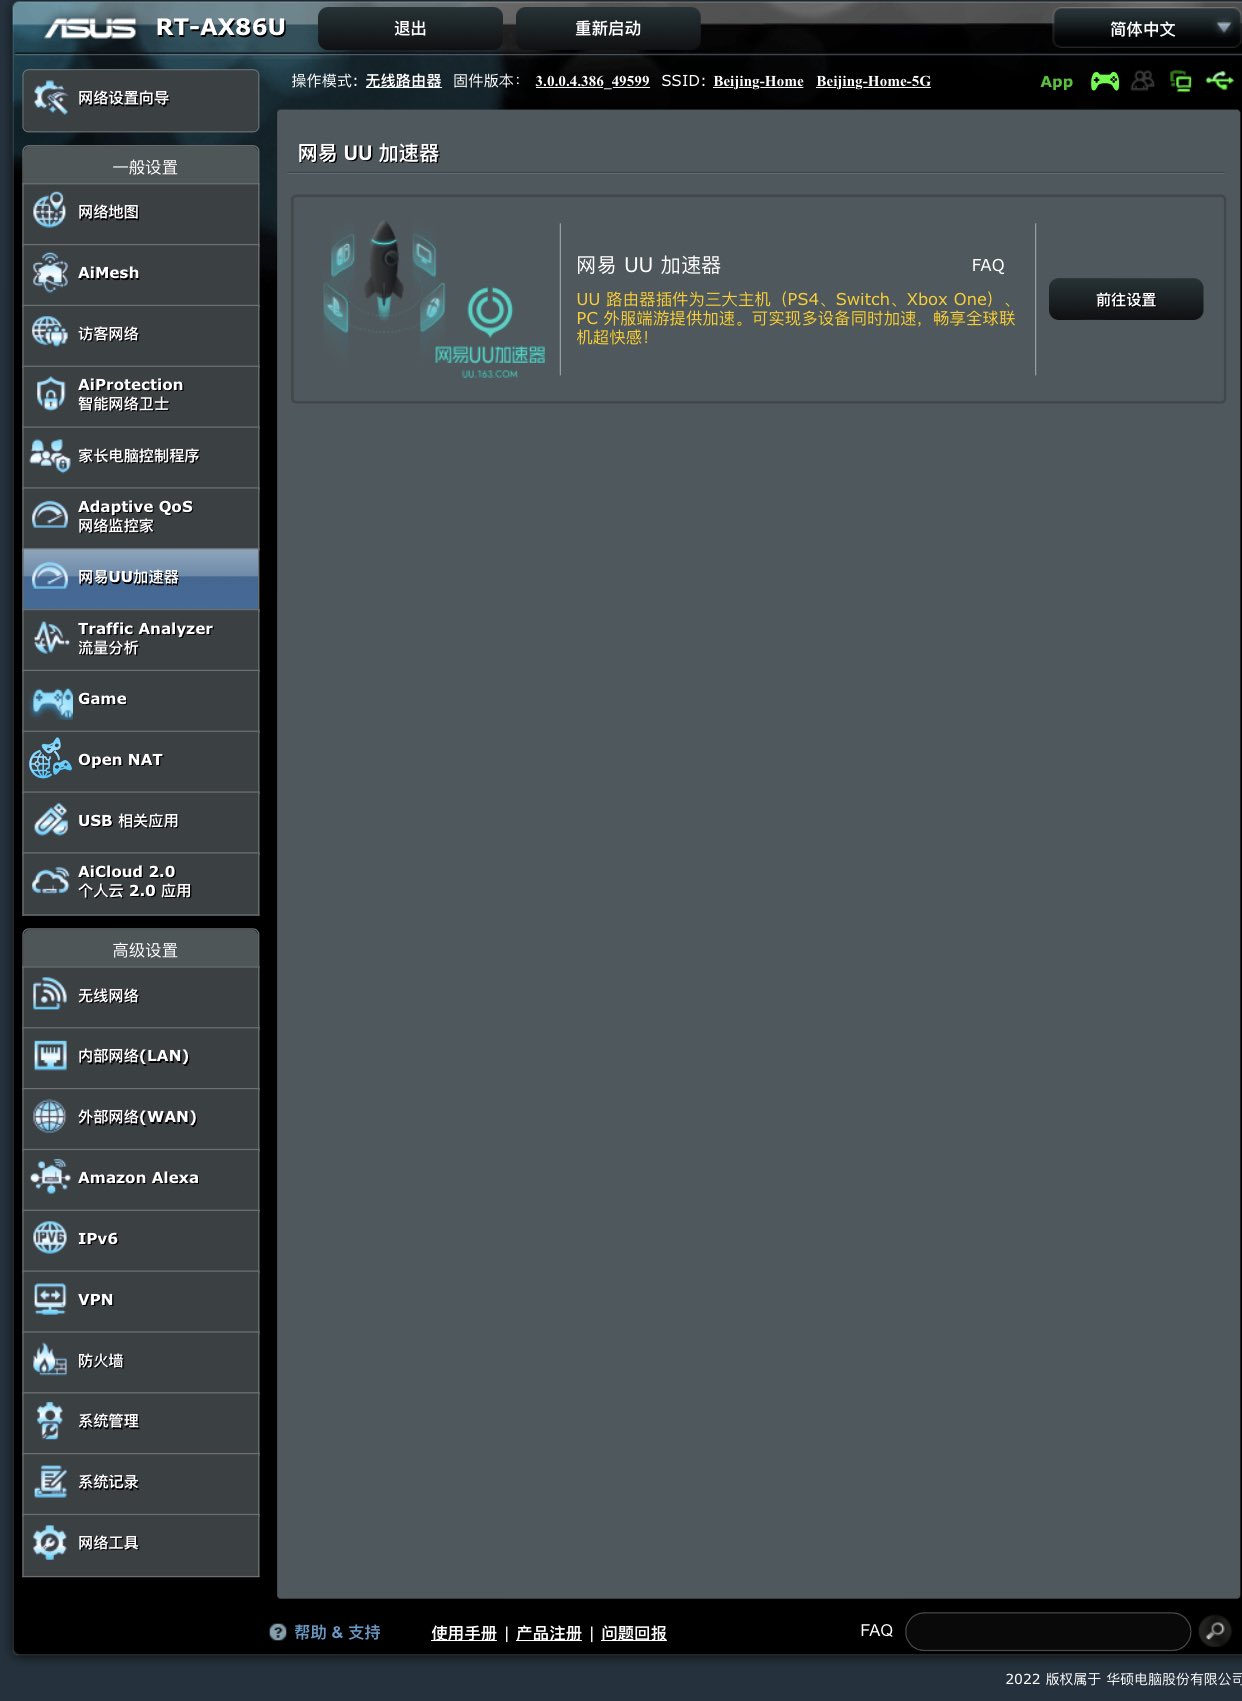 ASUS RT-AX86U 退出 重新启动 简体中文
操作模式: 无线路由器 固件版本: 3.0.0.4.386_49599 SSID: Beijing-Home Beijing-Home-5G App
网络设置向导
一般设置
网络地图
AiMesh
访客网络
AiProtection
智能网络卫士
家长电脑控制程序
Adaptive QoS
网络监控家
网易UU加速器
Traffic Analyzer
流量分析
Game
Open NAT
USB 相关应用
AiCloud 2.0
个人云 2.0 应用
高级设置
无线网络
内部网络(LAN)
外部网络(WAN)
Amazon Alexa
IPV6
IPv6
VPN
防火墙
系统管理
系统记录
网络工具
网易 UU 加速器
网易UU加速器
UU.163.COM
网易 UU 加速器 FAQ
UU 路由器插件为三大主机（PS4、Switch、Xbox One）、
PC 外服端游提供加速。可实现多设备同时加速，畅享全球联
机超快感！
前往设置
帮助 & 支持 使用手册 | 产品注册 | 问题回报 FAQ
2022 版权属于 华硕电脑股份有限公司